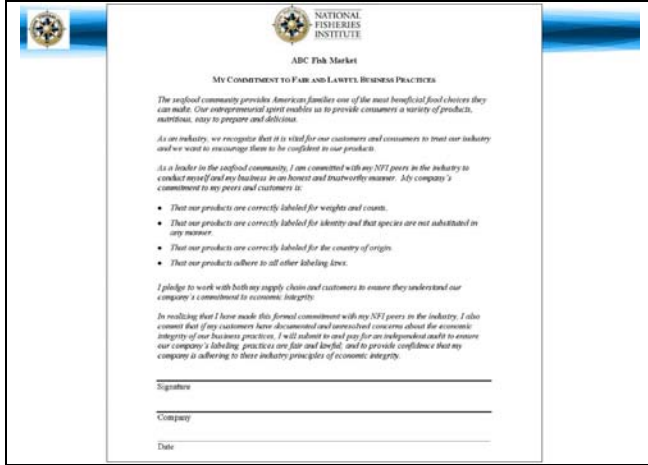 NATIONAL
FISHERIES
INSTITUTE
ABC Fish Market
MY COMMITMENT TO FAIR AND LAWFUL BUSINESS PRACTICES
The seafood community provides American families one of the most beneficial food choices they
can make. Our entrepreneurial spirit enables us to provide consumers a variety of products,
nutritious, easy to prepare and delicious.
As an industry, we recognize that it is vital for our customers and consumers to trust our industry
and we want to encourage them to be confident in our products.
As a leader in the seafood community, I am committed with my NFI peers in the industry to
conduct myself and my business in an honest and trustworthy manner. My company's
commitment to my peers and customers is:
• That our products are correctly labeled for weights and counts.
• That our products are correctly labeled for identity and that species are not substituted in
any manner.
• That our products are correctly labeled for the country of origin.
• That our products adhere to all other labeling laws.
I pledge to work with both my supply chain and customers to ensure they understand our
company's commitment to economic integrity.
In realizing that I have made this formal commitment with my NFI peers in the industry, I also
commit that if my customers have documented and unresolved concerns about the economic
integrity of our business practices, I will submit to and pay for an independent audit to ensure
our company's labeling practices are fair and lawful; and to provide confidence that my
company is adhering to these industry principles of economic integrity.
Signature
Company
Date